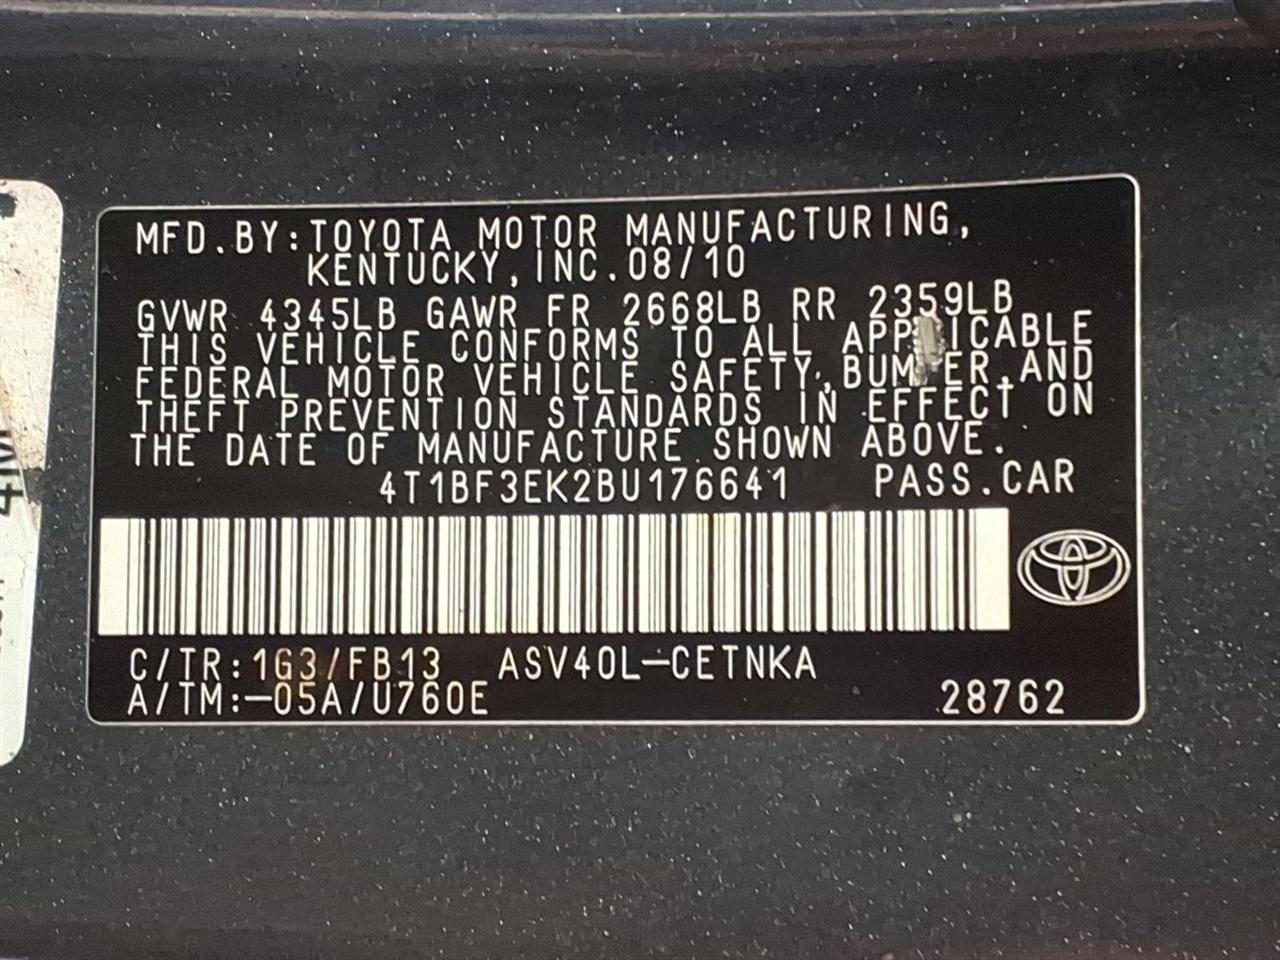 MFD.BY:TOYOTA MOTOR MANUFACTURING,
KENTUCKY, INC.08/10
GVWR 4345LB GAWR FR 2668LB RR 2359LB
THIS VEHICLE CONFORMS TO ALL APPLICABLE
FEDERAL MOTOR VEHICLE SAFETY,BUMPER,AND
THEFT PREVENTION STANDARDS IN EFFECT ON
THE DATE OF MANUFACTURE SHOWN ABOVE.
4T1BF3EK2BU176641 PASS.CAR
C/TR:1G3/FB13 ASV40L-CETNKA
A/TM:-05A/U760E 28762